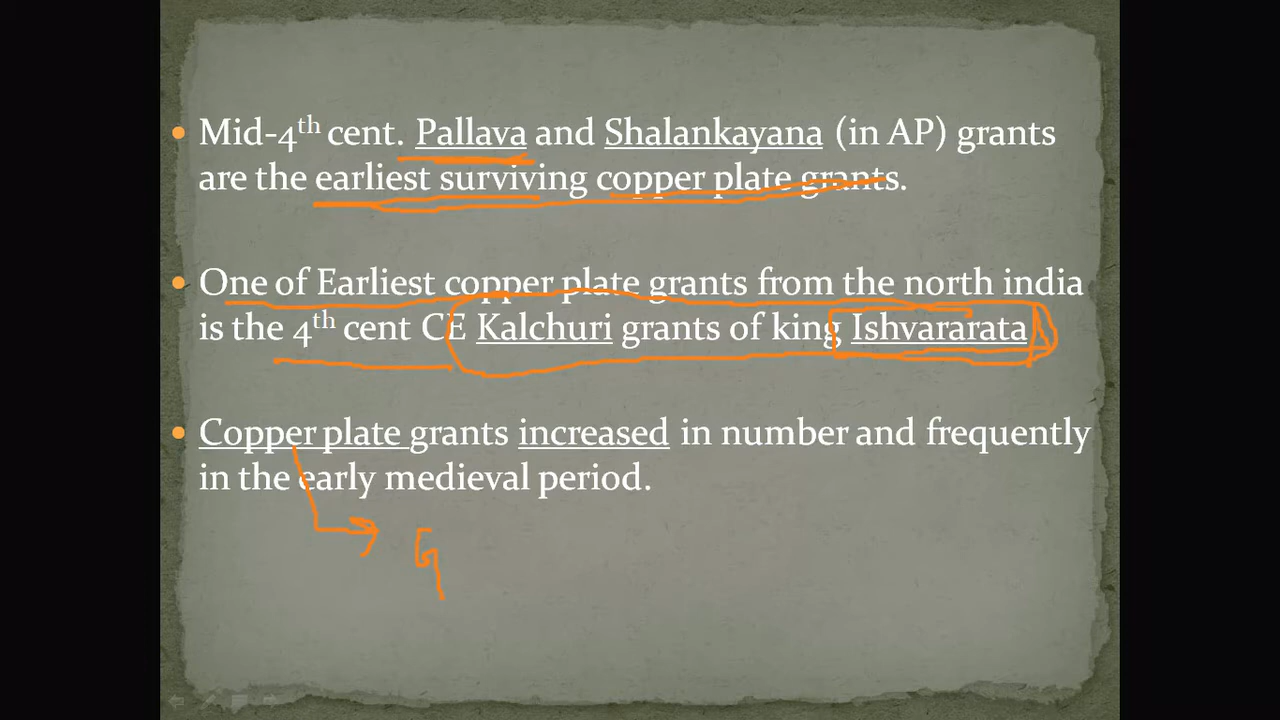 • Mid-4th cent. Pallava and Shalankayana (in AP) grants
are the earliest surviving copper plate grants.
• One of Earliest copper plate grants from the north india
is the 4th cent CE Kalchuri grants of king Ishvararata
• Copper plate grants increased in number and frequently
in the early medieval period.
G